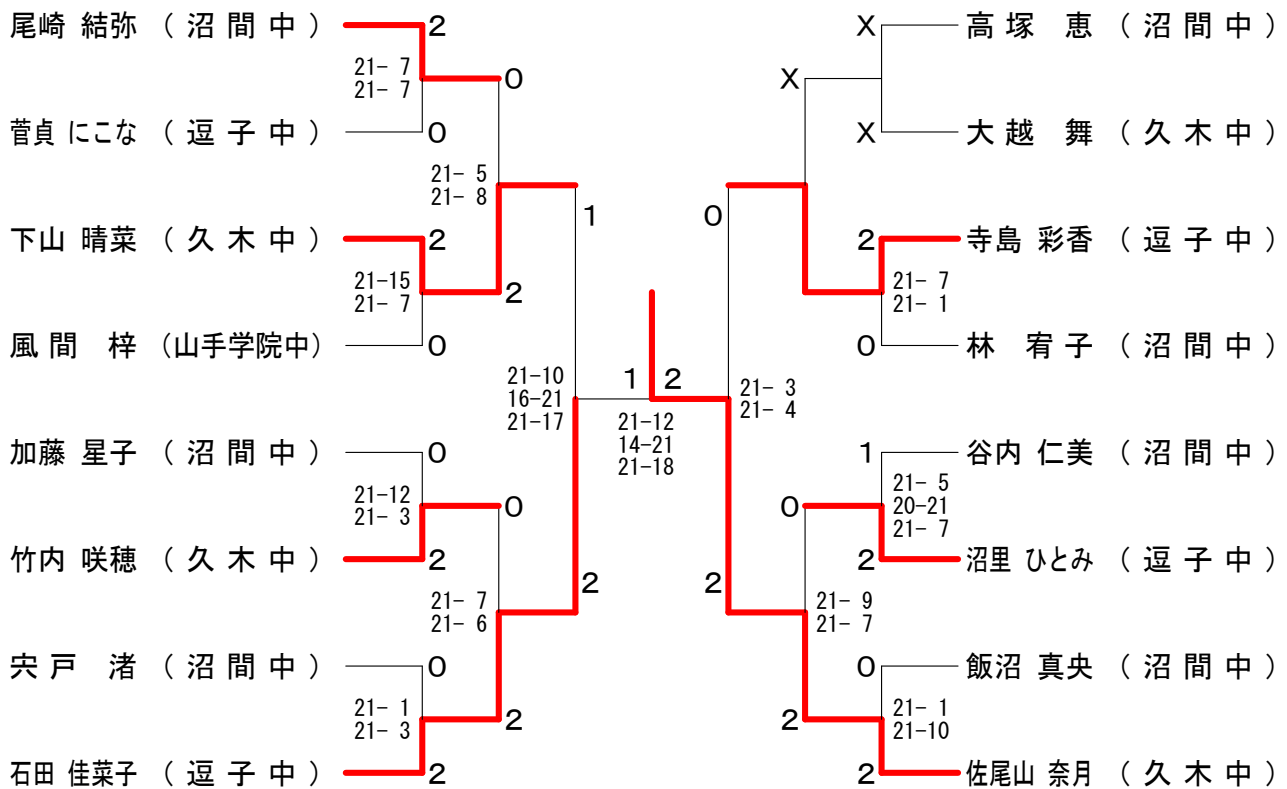 尾崎 結弥 （ 沼 間 中 ）
2
21- 7
21- 7
0
菅貞 にこな （ 逗 子 中 ）
0
21- 5
21- 8
1
下山 晴菜 （ 久 木 中 ）
2
21-15
21- 7
2
風 間 梓 （山手学院中）
0
21-10
16-21
21-17
加藤 星子 （ 沼 間 中 ）
0
21-12
21- 3
0
竹内 咲穂 （ 久 木 中 ）
2
21- 7
21- 6
2
宍 戸 渚 （ 沼 間 中 ）
0
21- 1
21- 3
2
石田 佳菜子 （ 逗 子 中 ）
2
1 2
21-12
14-21
21-18
X 高 塚 恵 （ 沼 間 中 ）
X
X 大 越 舞 （ 久 木 中 ）
0
2 寺島 彩香 （ 逗 子 中 ）
21- 7
21- 1
0 林 宥 子 （ 沼 間 中 ）
21- 3
21- 4
1 谷内 仁美 （ 沼 間 中 ）
21- 5
20-21
21- 7
0
2 沼里 ひとみ （ 逗 子 中 ）
2
21- 9
21- 7
0 飯沼 真央 （ 沼 間 中 ）
21- 1
21-10
2
2 佐尾山 奈月 （ 久 木 中 ）